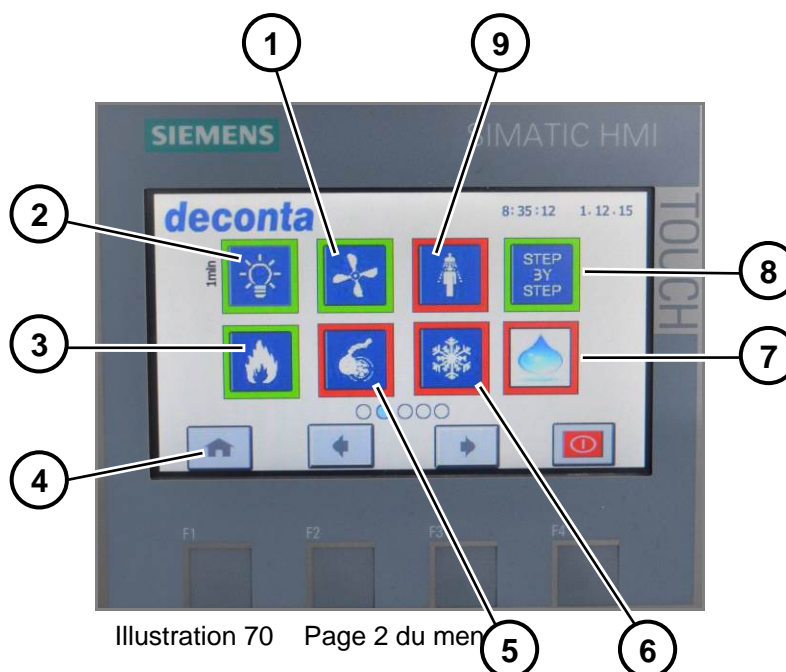 1
9
SIEMENS
SIMATIC HMI
2
deconta
8:35:12 1.12.15
TOUCH
1min
STEP
BY
STEP
8
3
7
4
F1 F2 F3 F4
Illustration 70 Page 2 du men
5
6